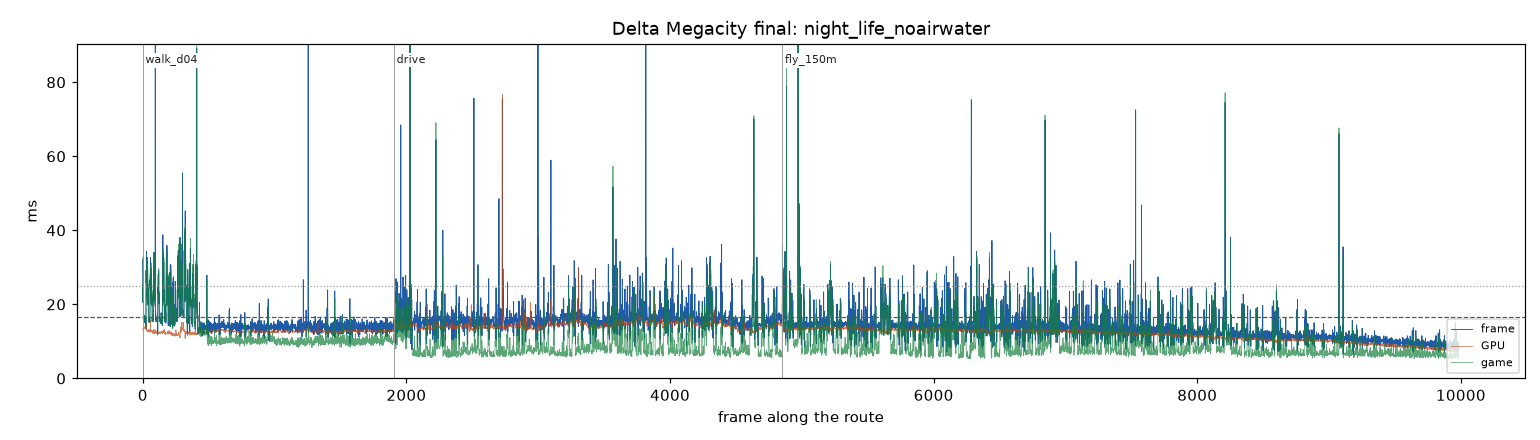 Delta Megacity final: night_life_noairwater
walk_d04
drive
fly_150m
80
60
40
20
0
ms
frame
GPU
game
0
2000
4000
6000
8000
10000
frame along the route